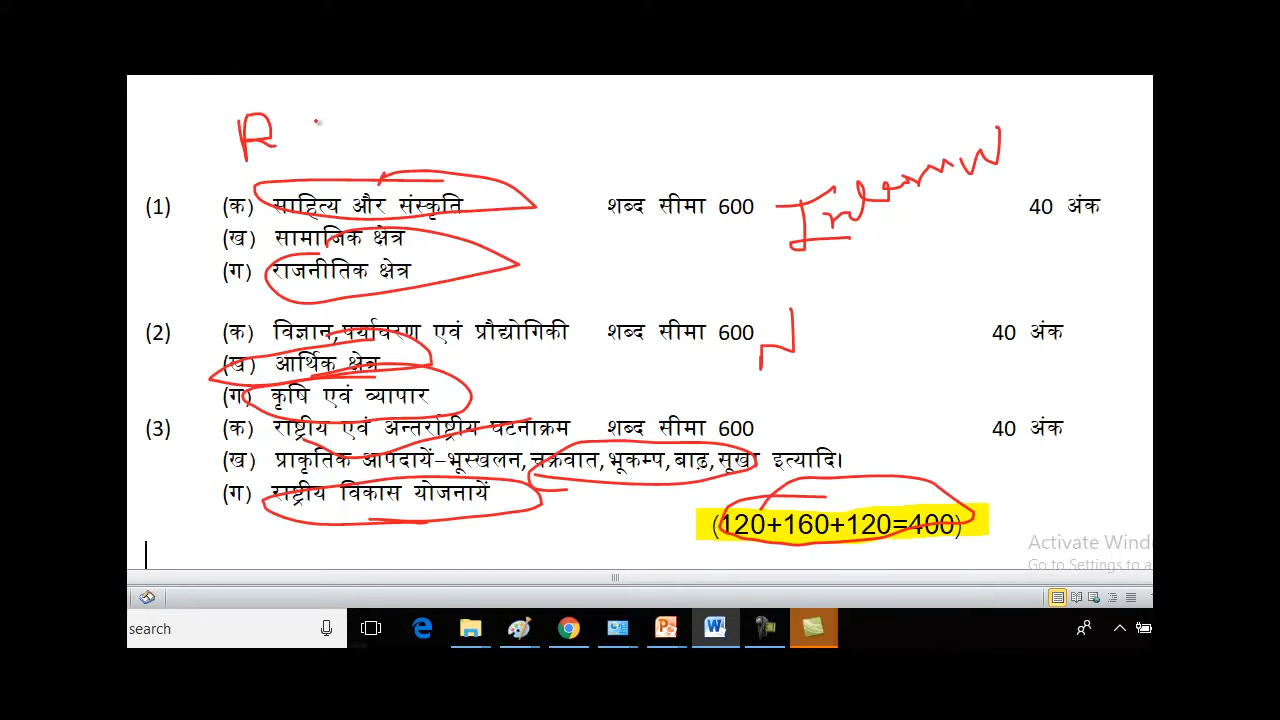 R
(1) (क) साहित्य और संस्कृति शब्द सीमा 600 40 अंक
(ख) सामाजिक क्षेत्र
(ग) राजनीतिक क्षेत्र
(2) (क) विज्ञान,पर्यावरण एवं प्रौद्योगिकी शब्द सीमा 600 40 अंक
(ख) आर्थिक क्षेत्र
(ग) कृषि एवं व्यापार
(3) (क) राष्ट्रीय एवं अन्तर्राष्ट्रीय घटनाक्रम शब्द सीमा 600 40 अंक
(ख) प्राकृतिक आपदायें-भूस्खलन,चक्रवात,भूकम्प,बाढ़,सूखा इत्यादि।
(ग) राष्ट्रीय विकास योजनायें
(120+160+120=400)
Activate Wind
Go to Settings to a
search